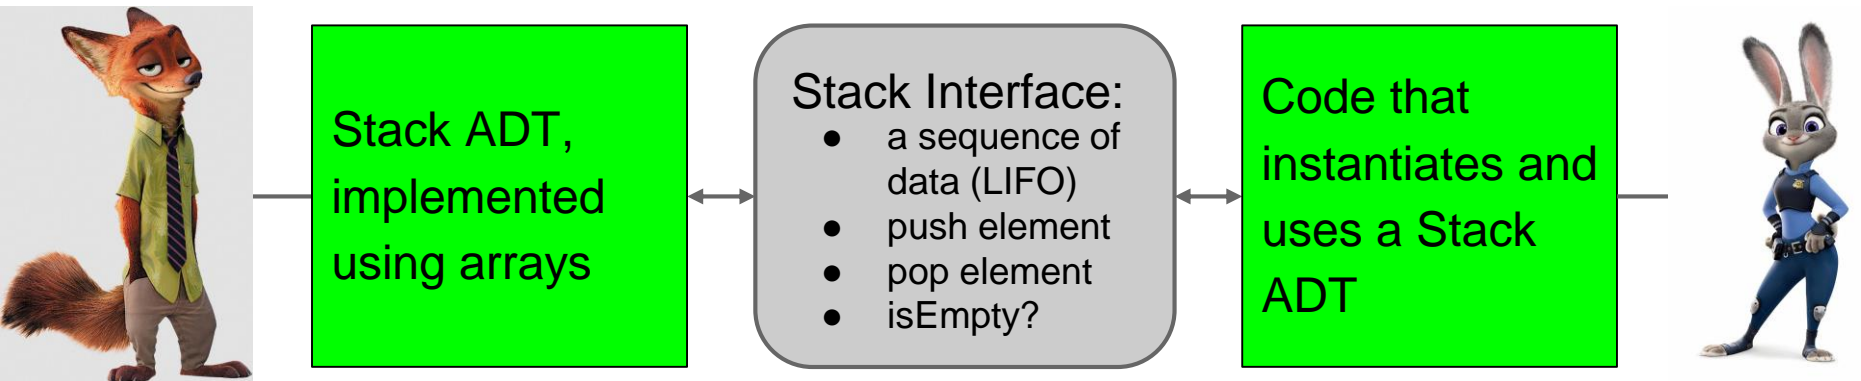 Stack ADT,
implemented
using arrays
Stack Interface:
● a sequence of
data (LIFO)
● push element
● pop element
● isEmpty?
Code that
instantiates and
uses a Stack
ADT